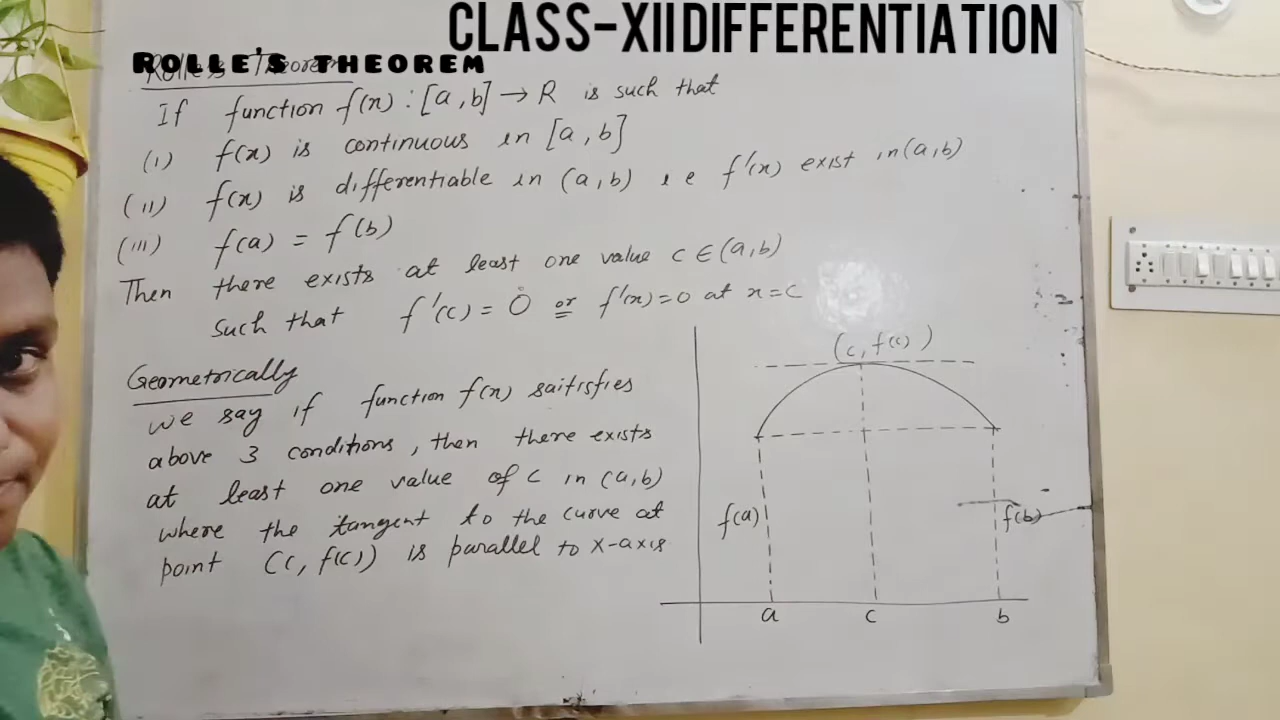 CLASS-XII DIFFERENTIATION
ROLLE'S THEOREM
Rolle's Theorem
If function f(x) : [a,b] → R is such that
(i) f(x) is continuous in [a,b]
(ii) f(x) is differentiable in (a,b) i e f'(x) exist in (a,b)
(iii) f(a) = f(b)
Then there exists at least one value c ∈ (a,b)
such that f'(c) = 0 or f'(x)=0 at x=c
Geometrically
we say if function f(x) saitisfies
above 3 conditions, then there exists
at least one value of c in (a,b)
where the tangent to the curve at
point (c, f(c)) is parallel to x-axis
(c, f(c))
f(a)
f(b)
a c b